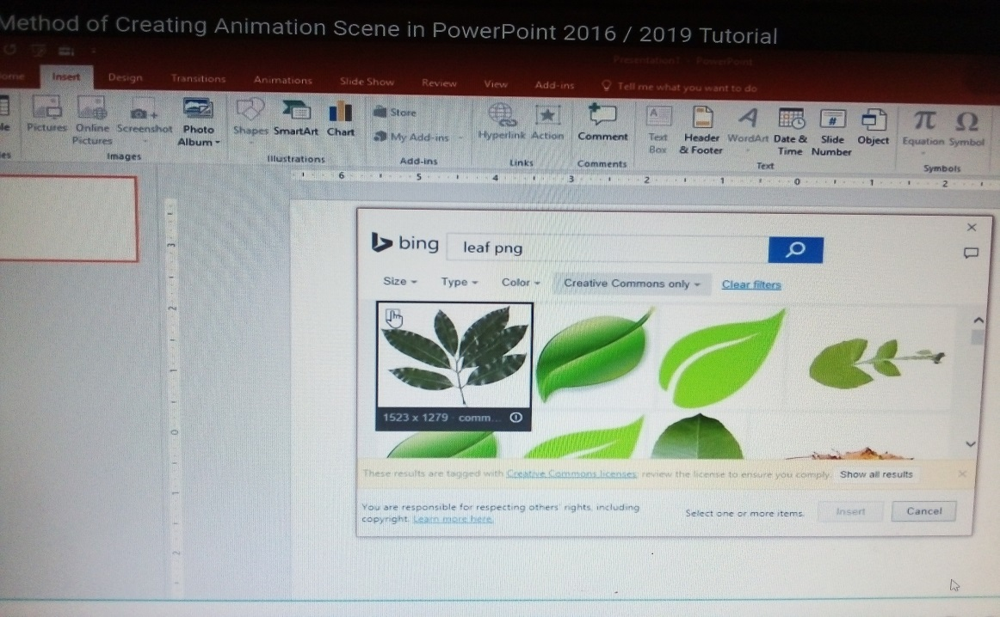 Method of Creating Animation Scene in PowerPoint 2016 / 2019 Tutorial
Presentation1 - PowerPoint
ome Insert Design Transitions Animations Slide Show Review View Add-ins Tell me what you want to do
le Pictures Online Pictures Screenshot Photo Album Shapes SmartArt Chart Store My Add-ins Hyperlink Action Comment Text Box Header & Footer WordArt Date & Time Slide Number Object Equation Symbol
es Images Illustrations Add-ins Links Comments Text Symbols
6 5 4 3 2 1 0 1 2
3
2
1
0
1
2
bing leaf png
Size Type Color Creative Commons only Clear filters
1523 x 1279 · comm...
These results are tagged with Creative Commons licenses, review the license to ensure you comply. Show all results
You are responsible for respecting others' rights, including
copyright. Learn more here.
Select one or more items. Insert Cancel